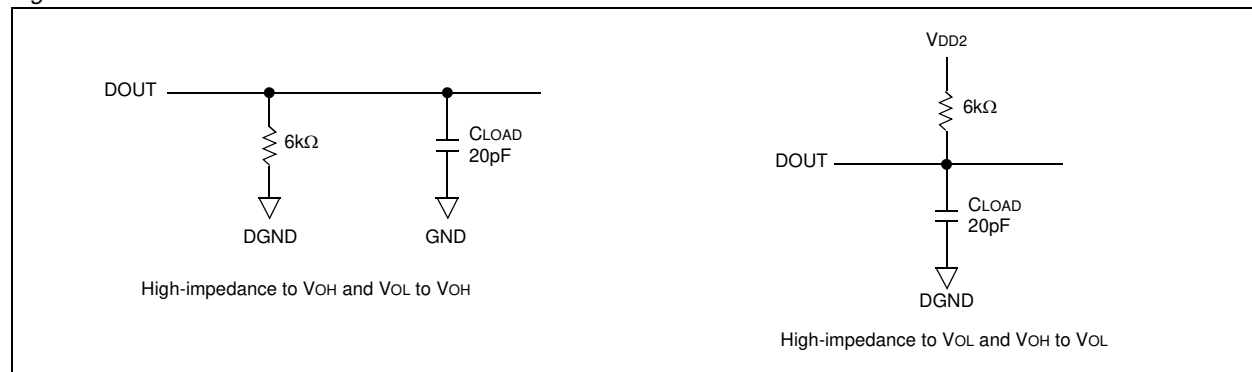 DOUT
6kΩ
CLOAD
20pF
DGND
GND
High-impedance to VOH and VOL to VOH
VDD2
6kΩ
DOUT
CLOAD
20pF
DGND
High-impedance to VOL and VOH to VOL